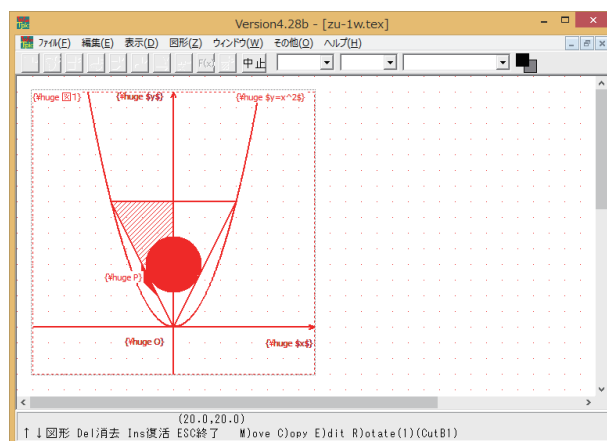 Version4.28b - [zu-1w.tex]
ファイル(F) 編集(E) 表示(D) 図形(Z) ウィンドウ(W) その他(O) ヘルプ(H)
F(x) 中止
{¥huge 図1} {¥huge $y$} {¥huge $y=x^2$}
{¥huge P}
{¥huge O} {¥huge $x$}
(20.0,20.0)
↑↓図形 Del消去 Ins復活 ESC終了 M)ove C)opy E)dit R)otate(1)(CutB1)